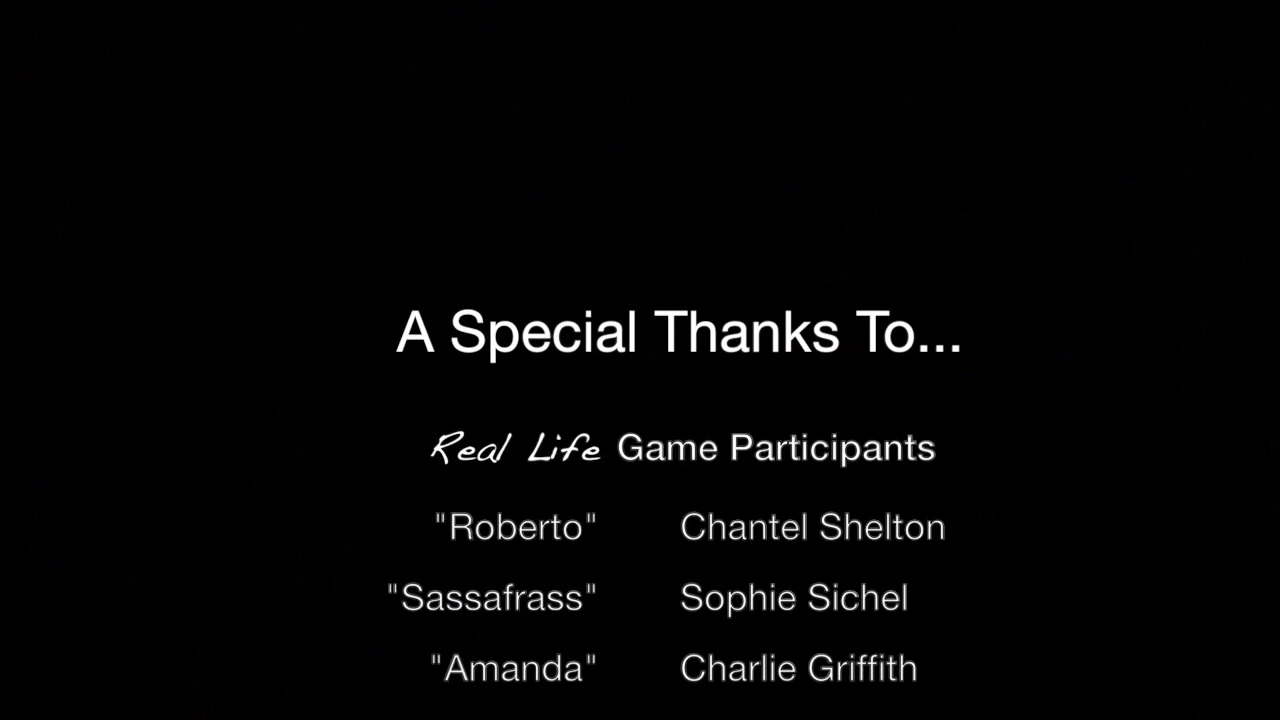 A Special Thanks To...
Real Life Game Participants
"Roberto" Chantel Shelton
"Sassafrass" Sophie Sichel
"Amanda" Charlie Griffith